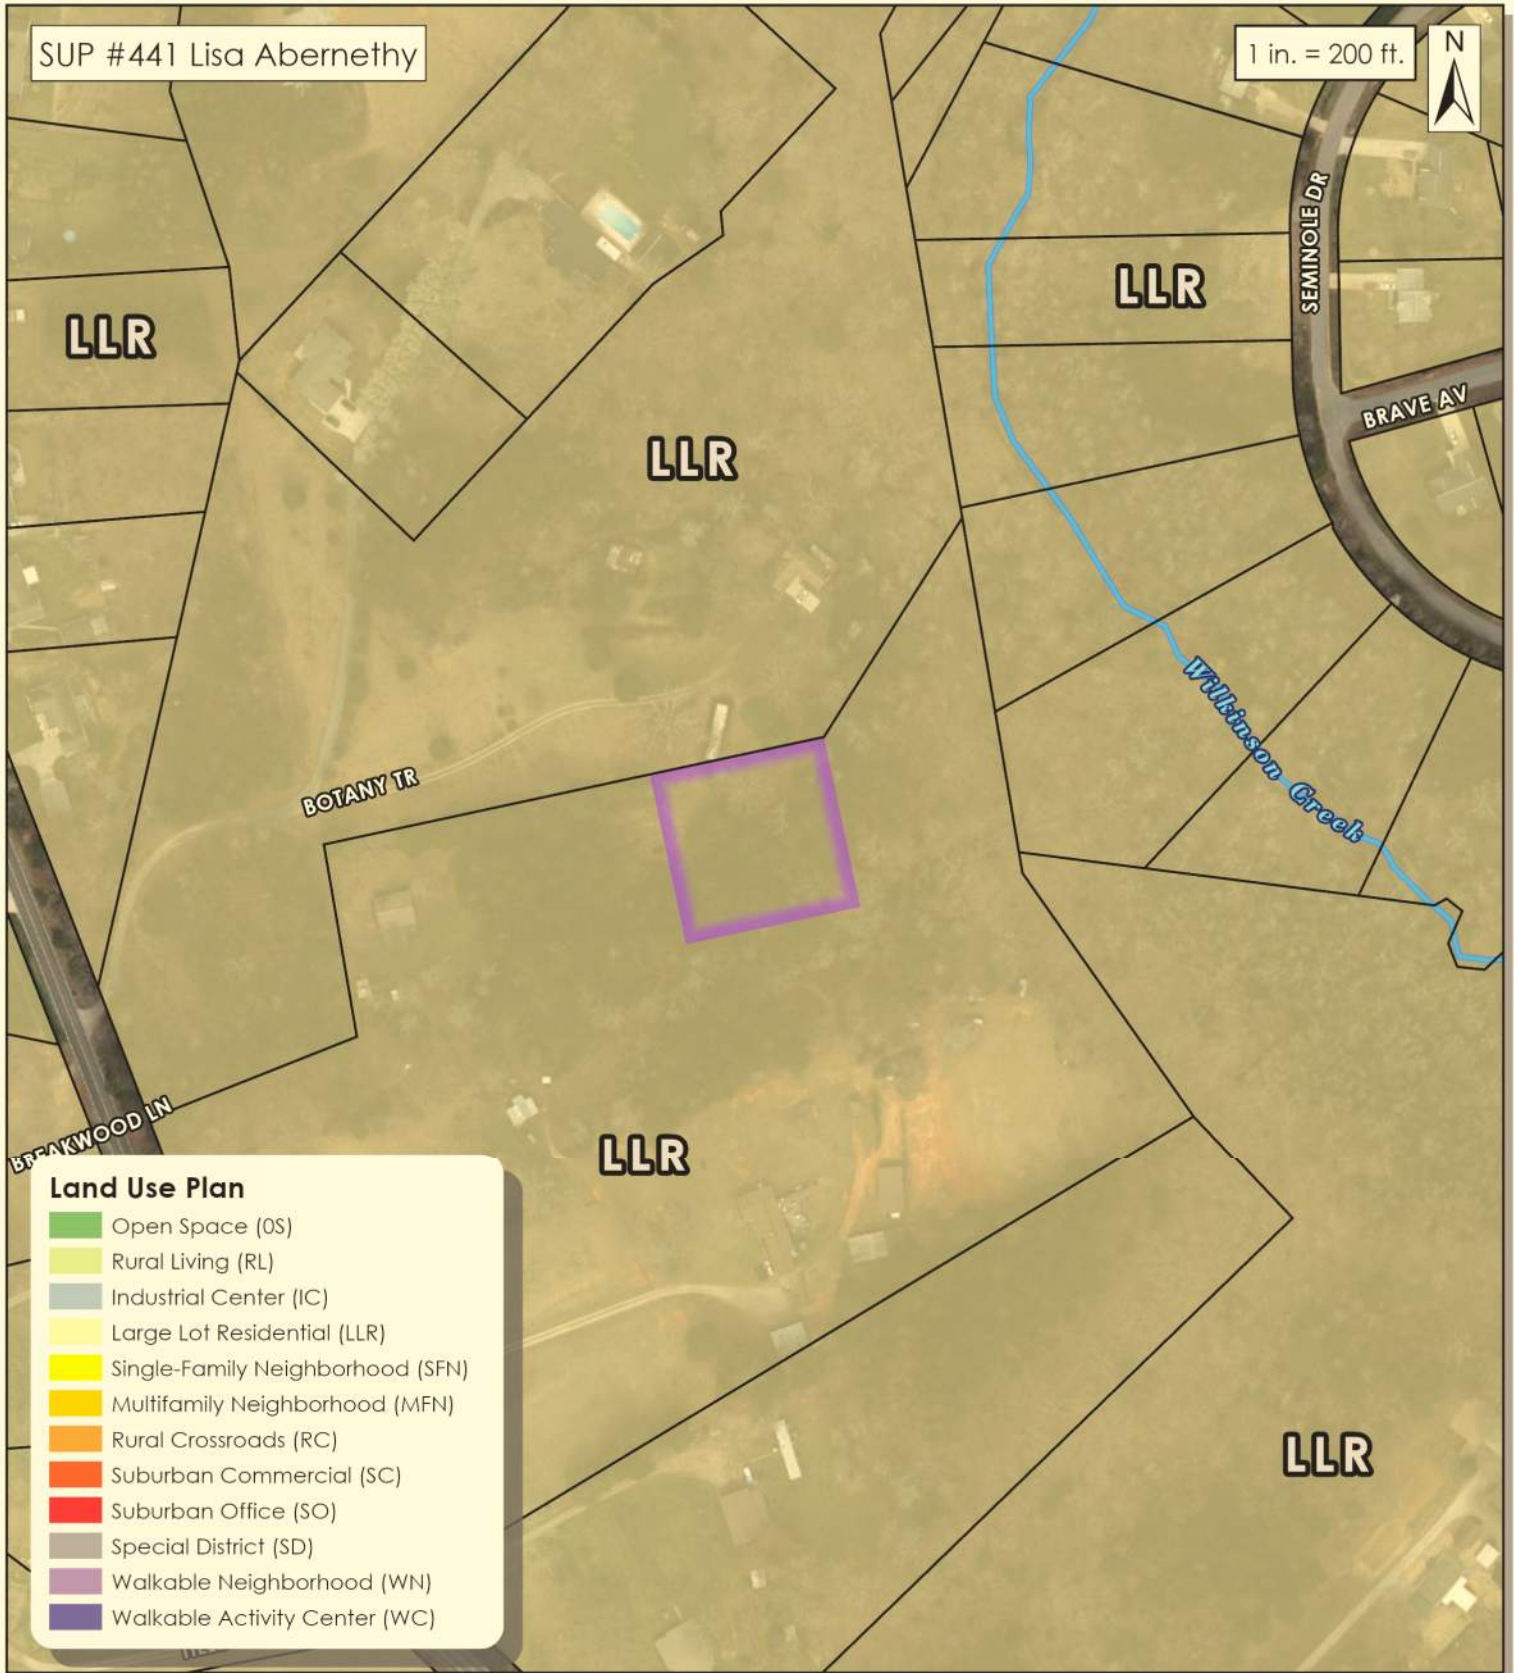 SUP #441 Lisa Abernethy
1 in. = 200 ft.
N
SEMINOLE DR
LLR
LLR
BRAVE AV
LLR
Wilkinson Creek
BOTANY TR
BREAKWOOD LN
LLR
Land Use Plan
Open Space (0S)
Rural Living (RL)
Industrial Center (IC)
Large Lot Residential (LLR)
Single-Family Neighborhood (SFN)
Multifamily Neighborhood (MFN)
Rural Crossroads (RC)
Suburban Commercial (SC)
Suburban Office (SO)
Special District (SD)
Walkable Neighborhood (WN)
Walkable Activity Center (WC)
LLR